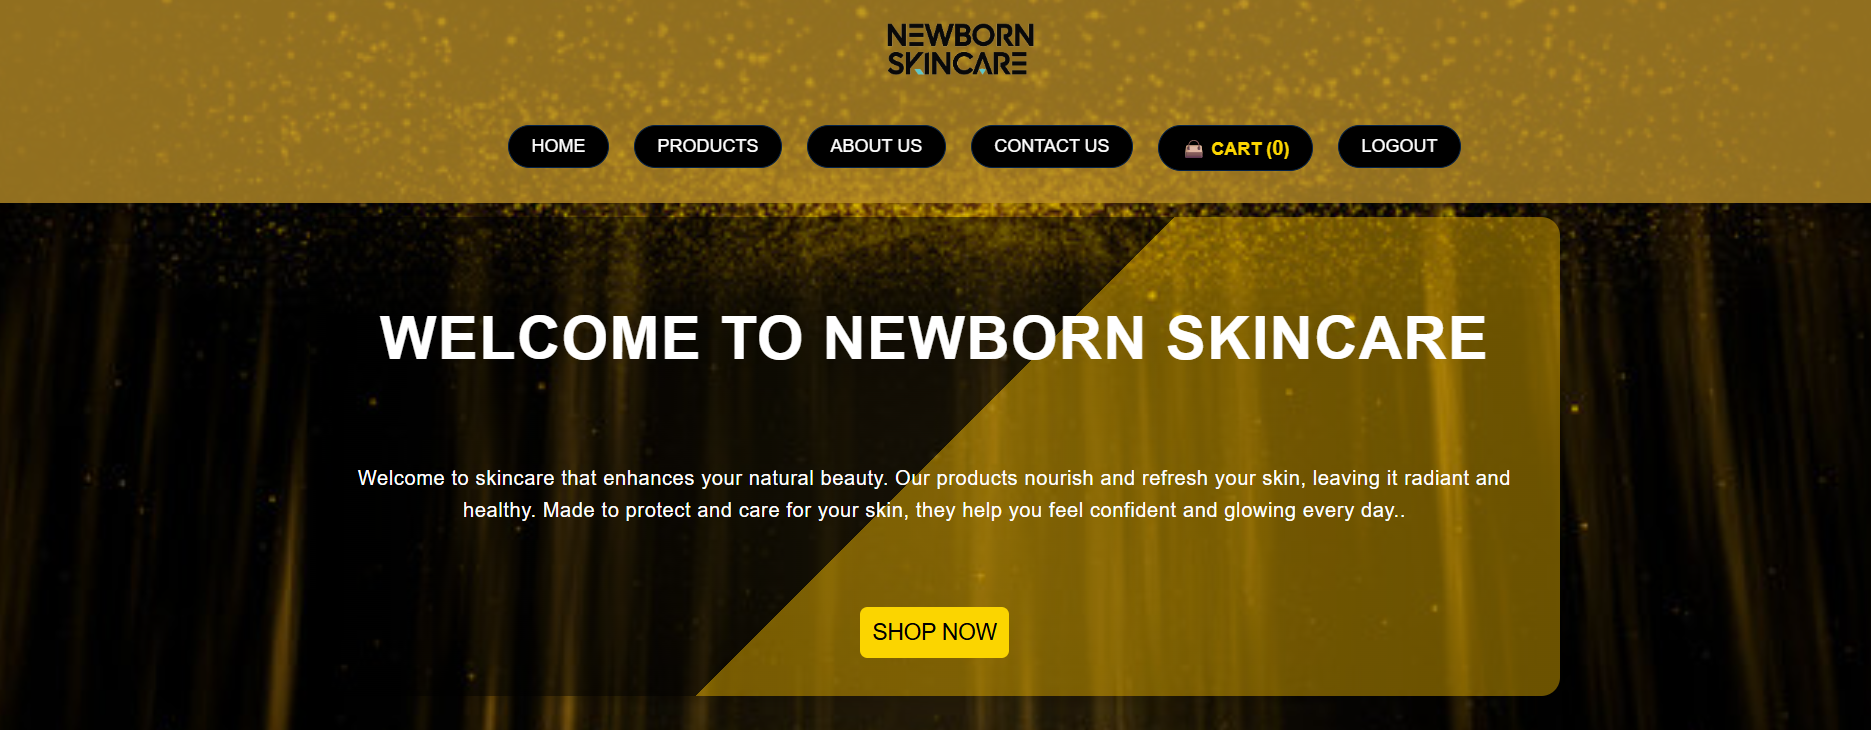 NEWBORN
SKINCARE
HOME PRODUCTS ABOUT US CONTACT US CART (0) LOGOUT
WELCOME TO NEWBORN SKINCARE
Welcome to skincare that enhances your natural beauty. Our products nourish and refresh your skin, leaving it radiant and
healthy. Made to protect and care for your skin, they help you feel confident and glowing every day..
SHOP NOW